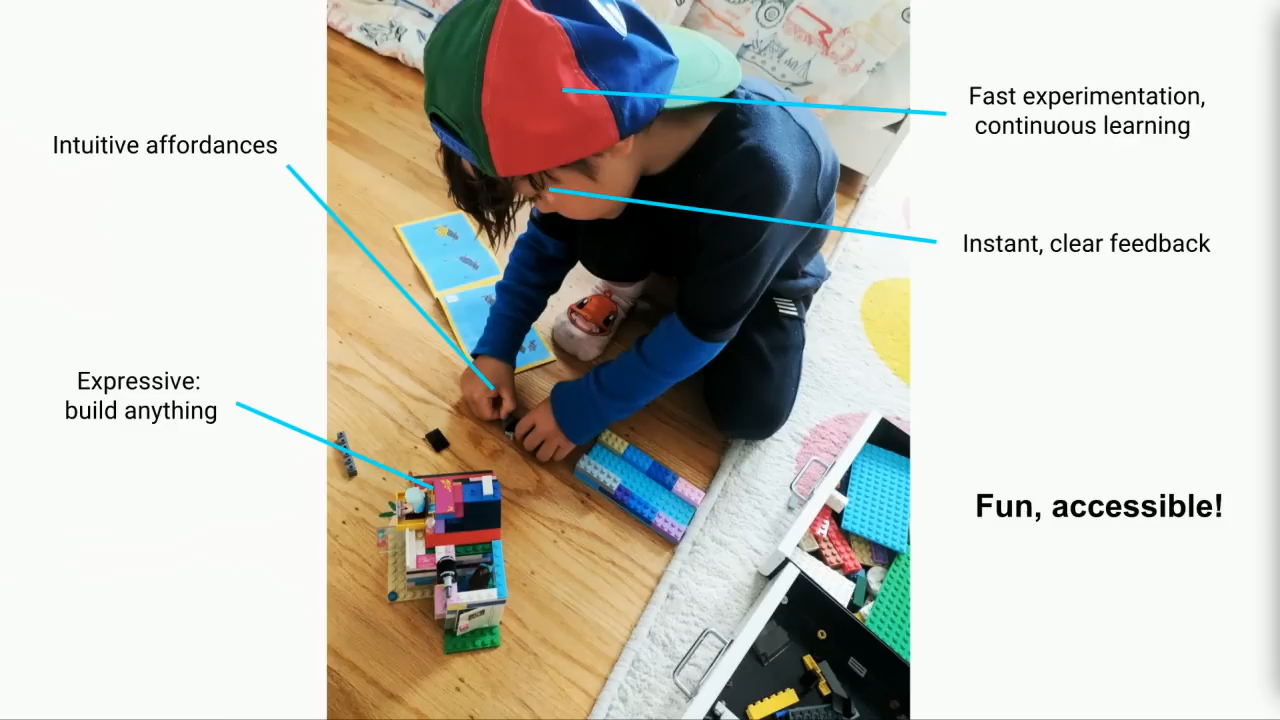 Intuitive affordances
Expressive:
build anything
Fast experimentation,
continuous learning
Instant, clear feedback
Fun, accessible!